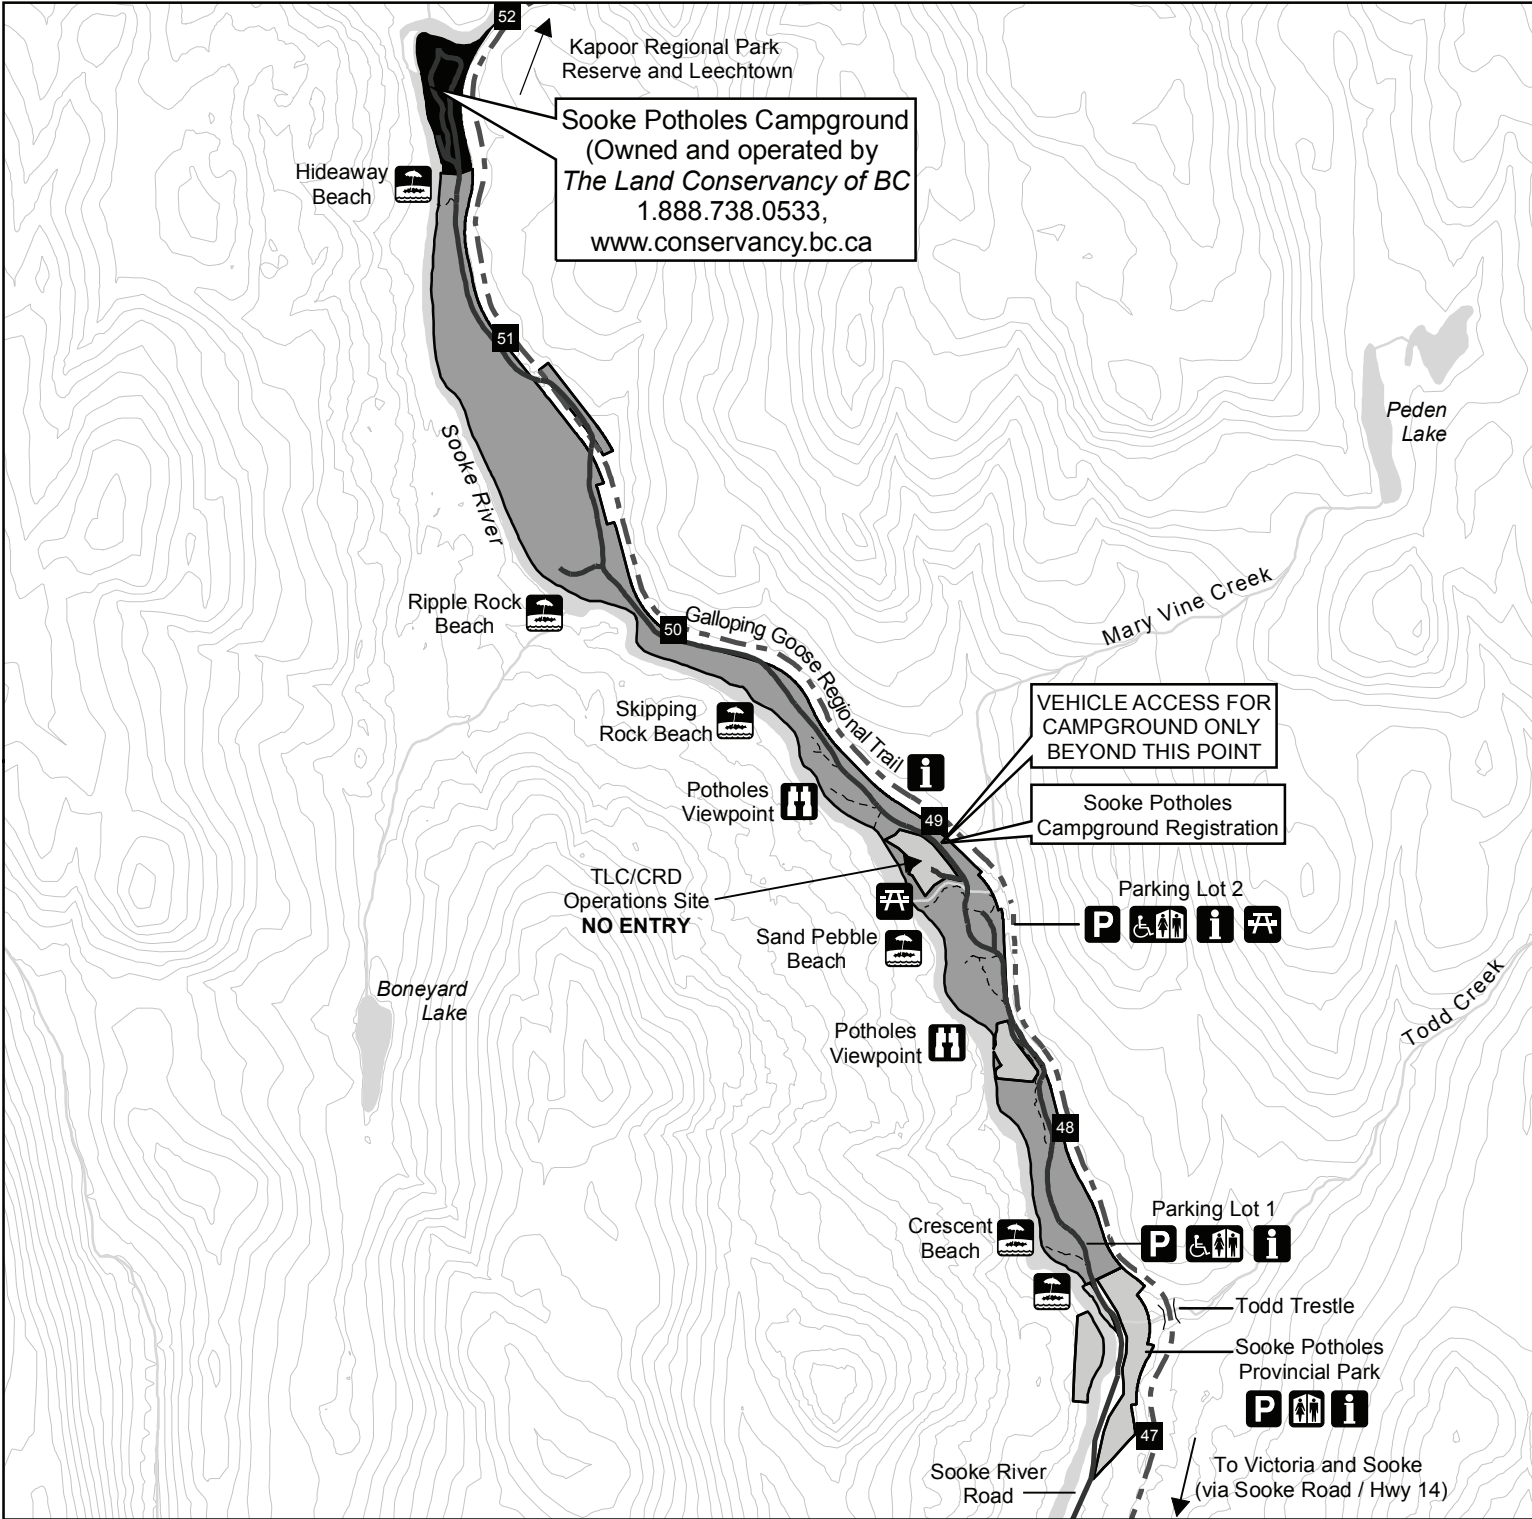 52
Kapoor Regional Park
Reserve and Leechtown
Sooke Potholes Campground
(Owned and operated by
The Land Conservancy of BC
1.888.738.0533,
www.conservancy.bc.ca
Hideaway
Beach
51
Peden
Lake
Sooke River
Mary Vine Creek
Ripple Rock
Beach
50
Galloping Goose Regional Trail
Skipping
Rock Beach
VEHICLE ACCESS FOR
CAMPGROUND ONLY
BEYOND THIS POINT
i
Potholes
Viewpoint
49
Sooke Potholes
Campground Registration
TLC/CRD
Operations Site
NO ENTRY
Parking Lot 2
P i
Sand Pebble
Beach
Boneyard
Lake
Todd Creek
Potholes
Viewpoint
48
Parking Lot 1
P i
Crescent
Beach
Todd Trestle
Sooke Potholes
Provincial Park
P i
47
Sooke River
Road
To Victoria and Sooke
(via Sooke Road / Hwy 14)